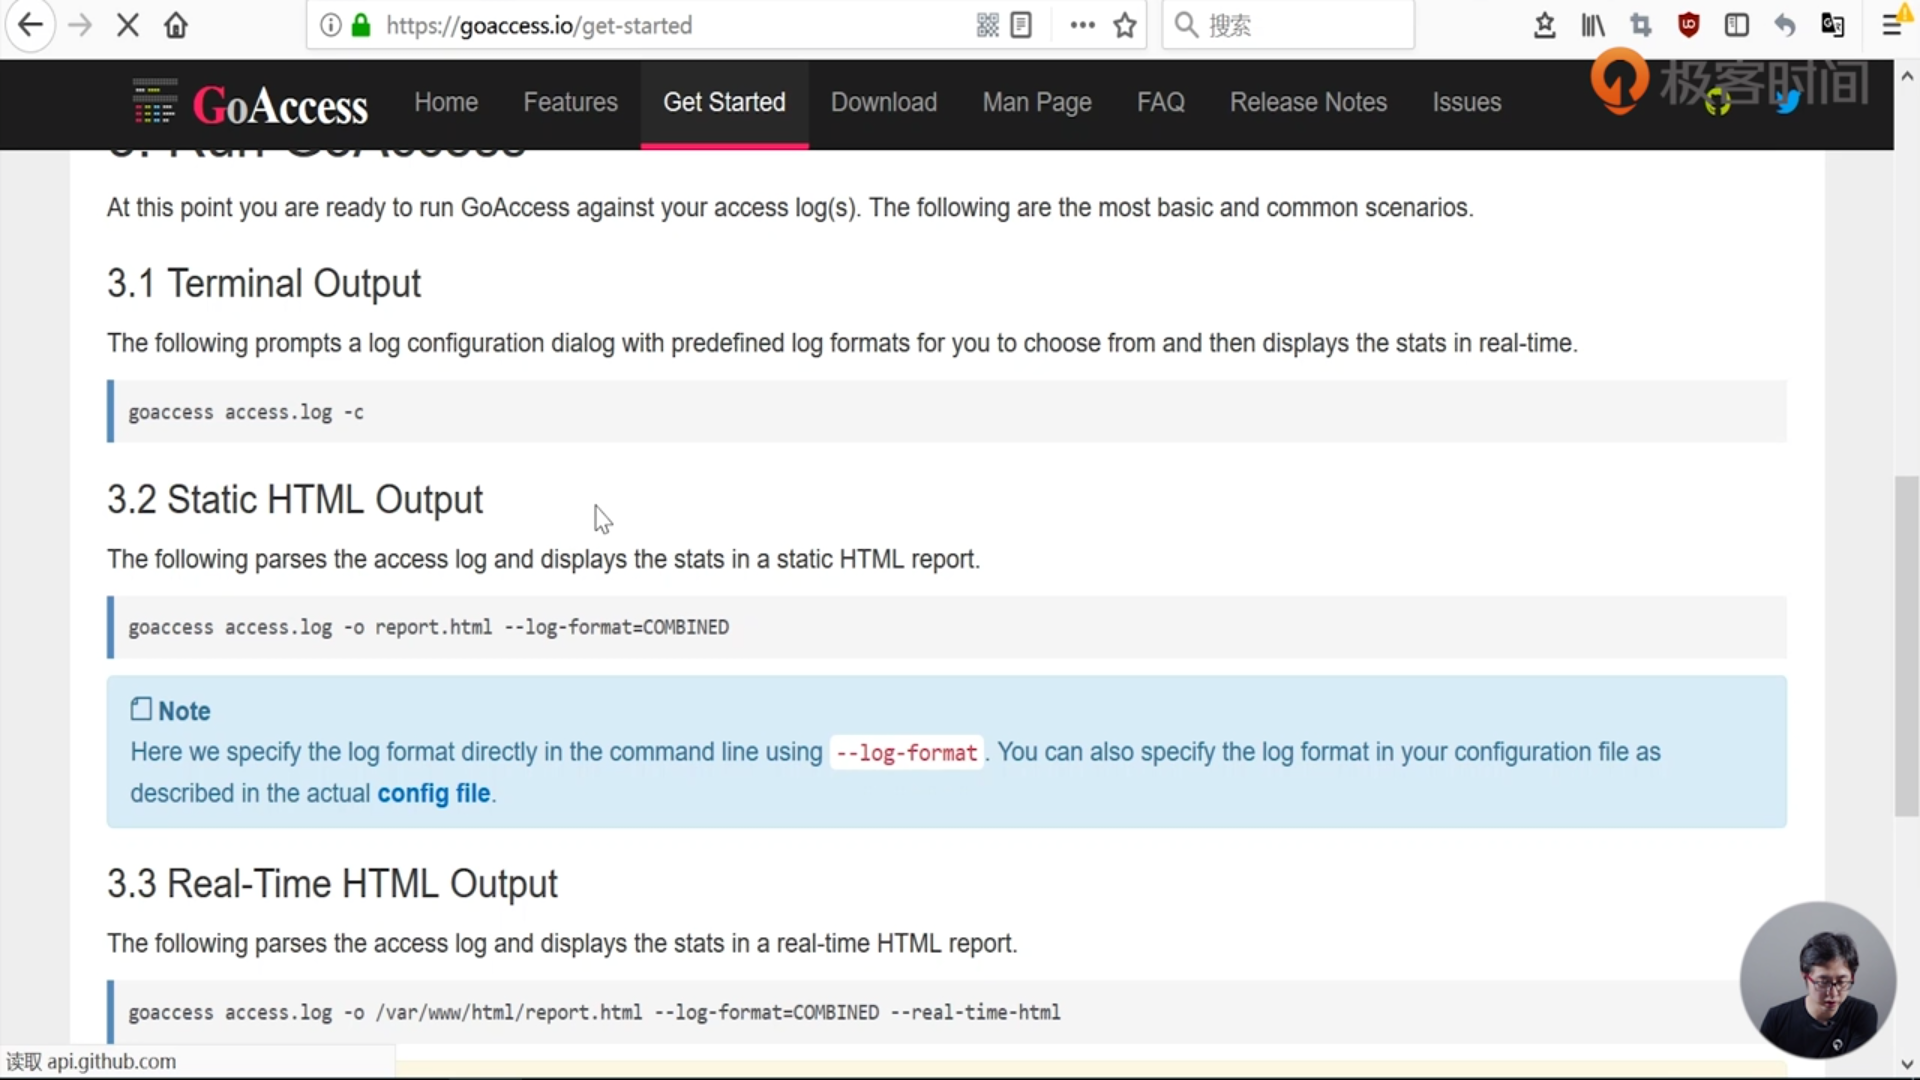 https://goaccess.io/get-started
搜索
GoAccess Home Features Get Started Download Man Page FAQ Release Notes Issues
极客时间
3. Run GoAccess
At this point you are ready to run GoAccess against your access log(s). The following are the most basic and common scenarios.
3.1 Terminal Output
The following prompts a log configuration dialog with predefined log formats for you to choose from and then displays the stats in real-time.
goaccess access.log -c
3.2 Static HTML Output
The following parses the access log and displays the stats in a static HTML report.
goaccess access.log -o report.html --log-format=COMBINED
Note
Here we specify the log format directly in the command line using --log-format. You can also specify the log format in your configuration file as
described in the actual config file.
3.3 Real-Time HTML Output
The following parses the access log and displays the stats in a real-time HTML report.
goaccess access.log -o /var/www/html/report.html --log-format=COMBINED --real-time-html
读取 api.github.com